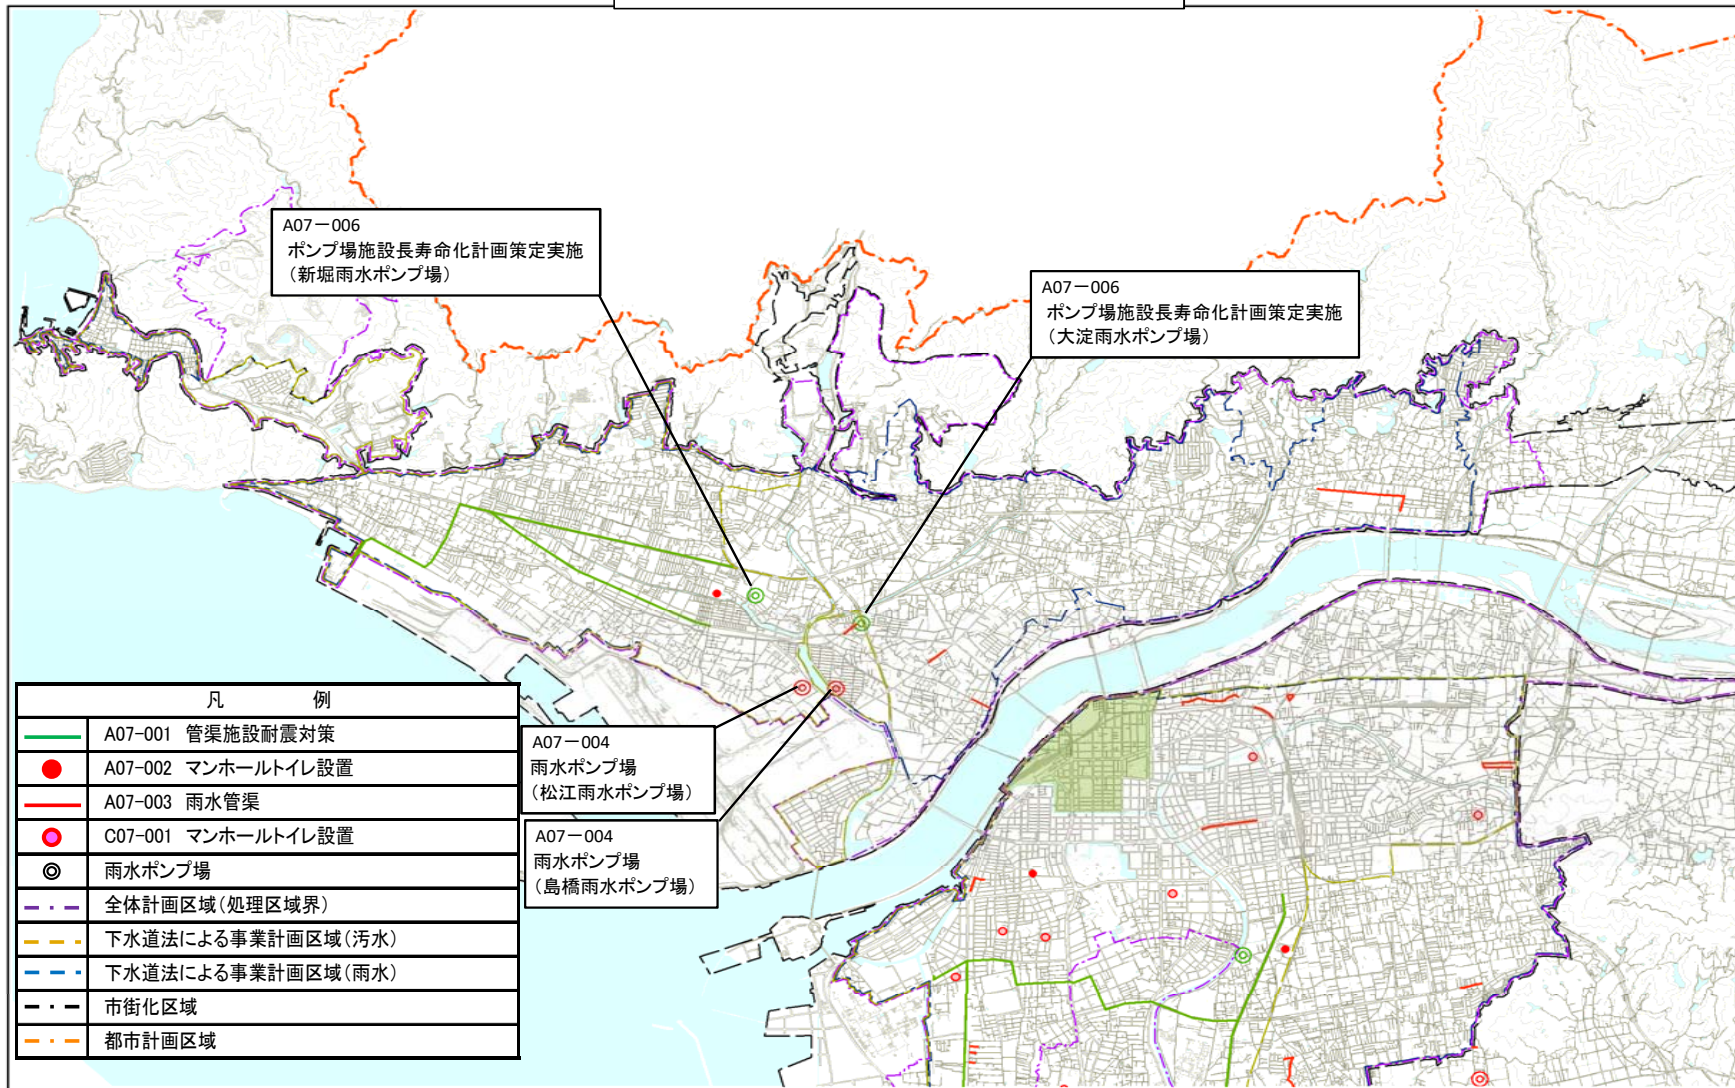 A07－006
ポンプ場施設長寿命化計画策定実施
（新堀雨水ポンプ場）
A07－006
ポンプ場施設長寿命化計画策定実施
（大淀雨水ポンプ場）
A07－004
雨水ポンプ場
（松江雨水ポンプ場）
A07－004
雨水ポンプ場
（島橋雨水ポンプ場）
凡　例
A07-001 管渠施設耐震対策
A07-002 マンホールトイレ設置
A07-003 雨水管渠
C07-001 マンホールトイレ設置
雨水ポンプ場
全体計画区域（処理区域界）
下水道法による事業計画区域（汚水）
下水道法による事業計画区域（雨水）
市街化区域
都市計画区域